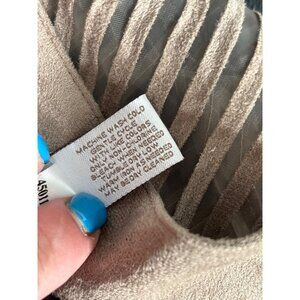 MACHINE WASH COLD
GENTLE CYCLE
WITH LIKE COLORS.
ONLY NON CHLORINE
BLEACH WHEN NEEDED
TUMBLE DRY LOW
WARM IRON AS NEEDED
MAY BE DRY CLEANED